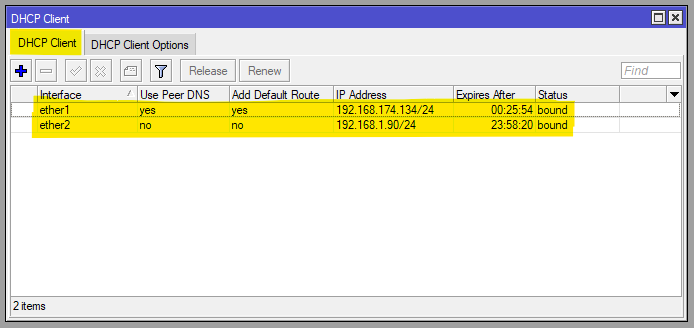 DHCP Client
DHCP Client DHCP Client Options
Release Renew Find
Interface Use Peer DNS Add Default Route IP Address Expires After Status
ether1 yes yes 192.168.174.134/24 00:25:54 bound
ether2 no no 192.168.1.90/24 23:58:20 bound
2 items